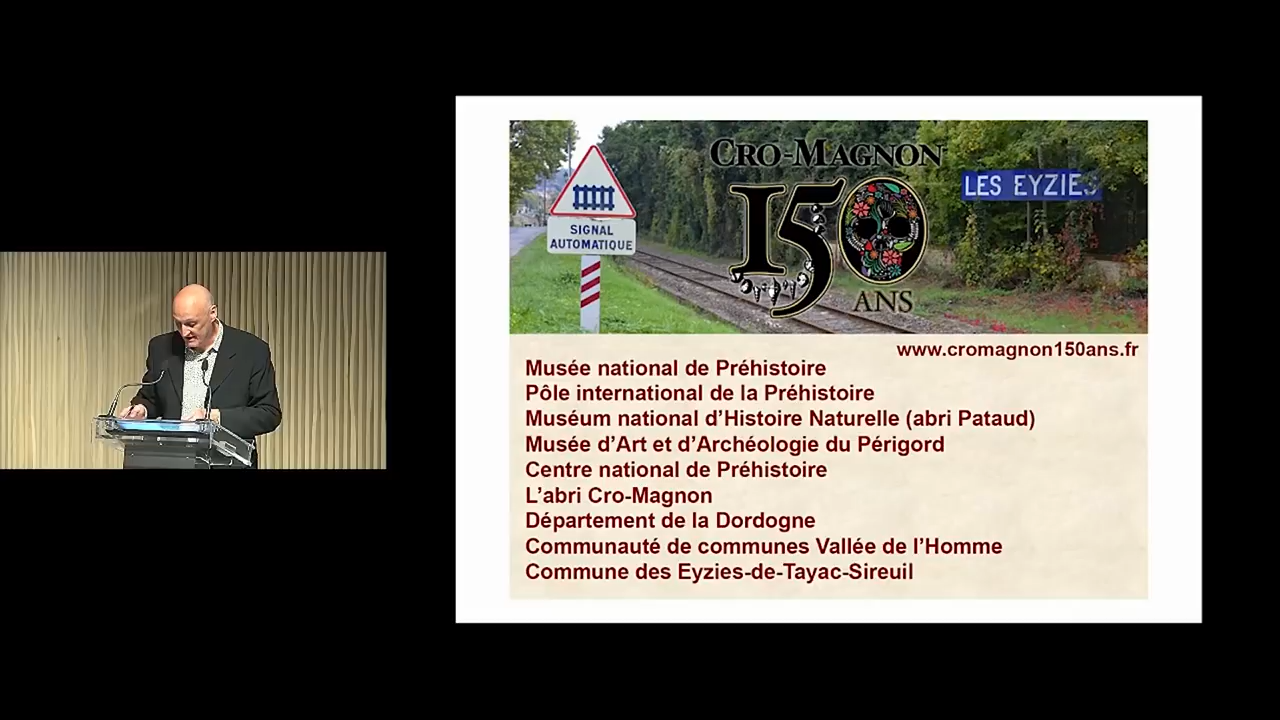 CRO-MAGNON
150
ANS
LES EYZIES
SIGNAL
AUTOMATIQUE
www.cromagnon150ans.fr
Musée national de Préhistoire
Pôle international de la Préhistoire
Muséum national d’Histoire Naturelle (abri Pataud)
Musée d’Art et d’Archéologie du Périgord
Centre national de Préhistoire
L’abri Cro-Magnon
Département de la Dordogne
Communauté de communes Vallée de l’Homme
Commune des Eyzies-de-Tayac-Sireuil